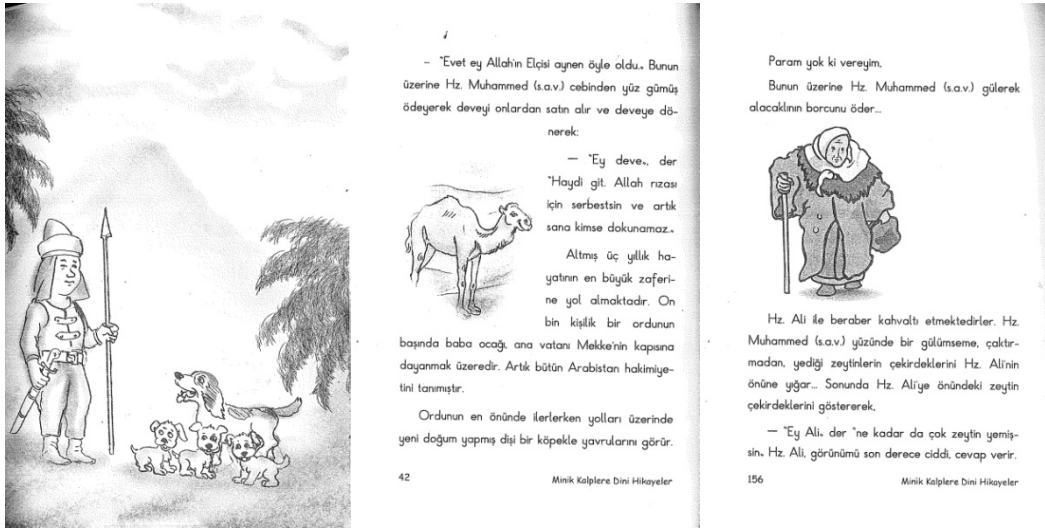 - "Evet ey Allah'ın Elçisi aynen öyle oldu„ Bunun
üzerine Hz. Muhammed (s.a.v.) cebinden yüz gümüş
ödeyerek deveyi onlardan satın alır ve deveye dö-
nerek:
— "Ey deve„ der
"Haydi git. Allah rızası
için serbestsin ve artık
sana kimse dokunamaz„
Altmış üç yıllık ha-
yatının en büyük zaferi-
ne yol almaktadır. On
bin kişilik bir ordunun
başında baba ocağı, ana vatanı Mekke'nin kapısına
dayanmak üzeredir. Artık bütün Arabistan hakimiye-
tini tanımıştır.
Ordunun en önünde ilerlerken yolları üzerinde
yeni doğum yapmış dişi bir köpekle yavrularını görür.
42
Minik Kalplere Dini Hikayeler
Param yok ki vereyim.
Bunun üzerine Hz. Muhammed (s.a.v.) gülerek
alacaklının borcunu öder...
Hz. Ali ile beraber kahvaltı etmektedirler. Hz.
Muhammed (s.a.v.) yüzünde bir gülümseme, çaktır-
madan, yediği zeytinlerin çekirdeklerini Hz. Ali'nin
önüne yığar... Sonunda Hz. Ali'ye önündeki zeytin
çekirdeklerini göstererek,
— "Ey Ali„ der "ne kadar da çok zeytin yemiş-
sin„ Hz. Ali, görünümü son derece ciddi, cevap verir.
156
Minik Kalplere Dini Hikayeler